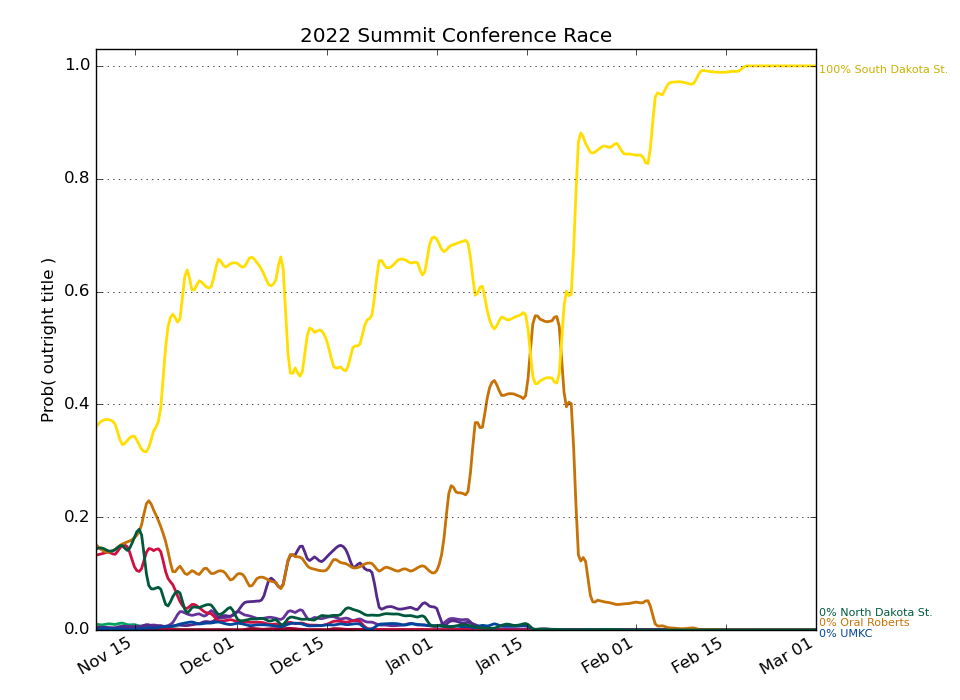 2022 Summit Conference Race
Prob( outright title )
1.0
0.8
0.6
0.4
0.2
0.0
100% South Dakota St.
0% North Dakota St.
0% Oral Roberts
0% UMKC
Nov 15
Dec 01
Dec 15
Jan 01
Jan 15
Feb 01
Feb 15
Mar 01